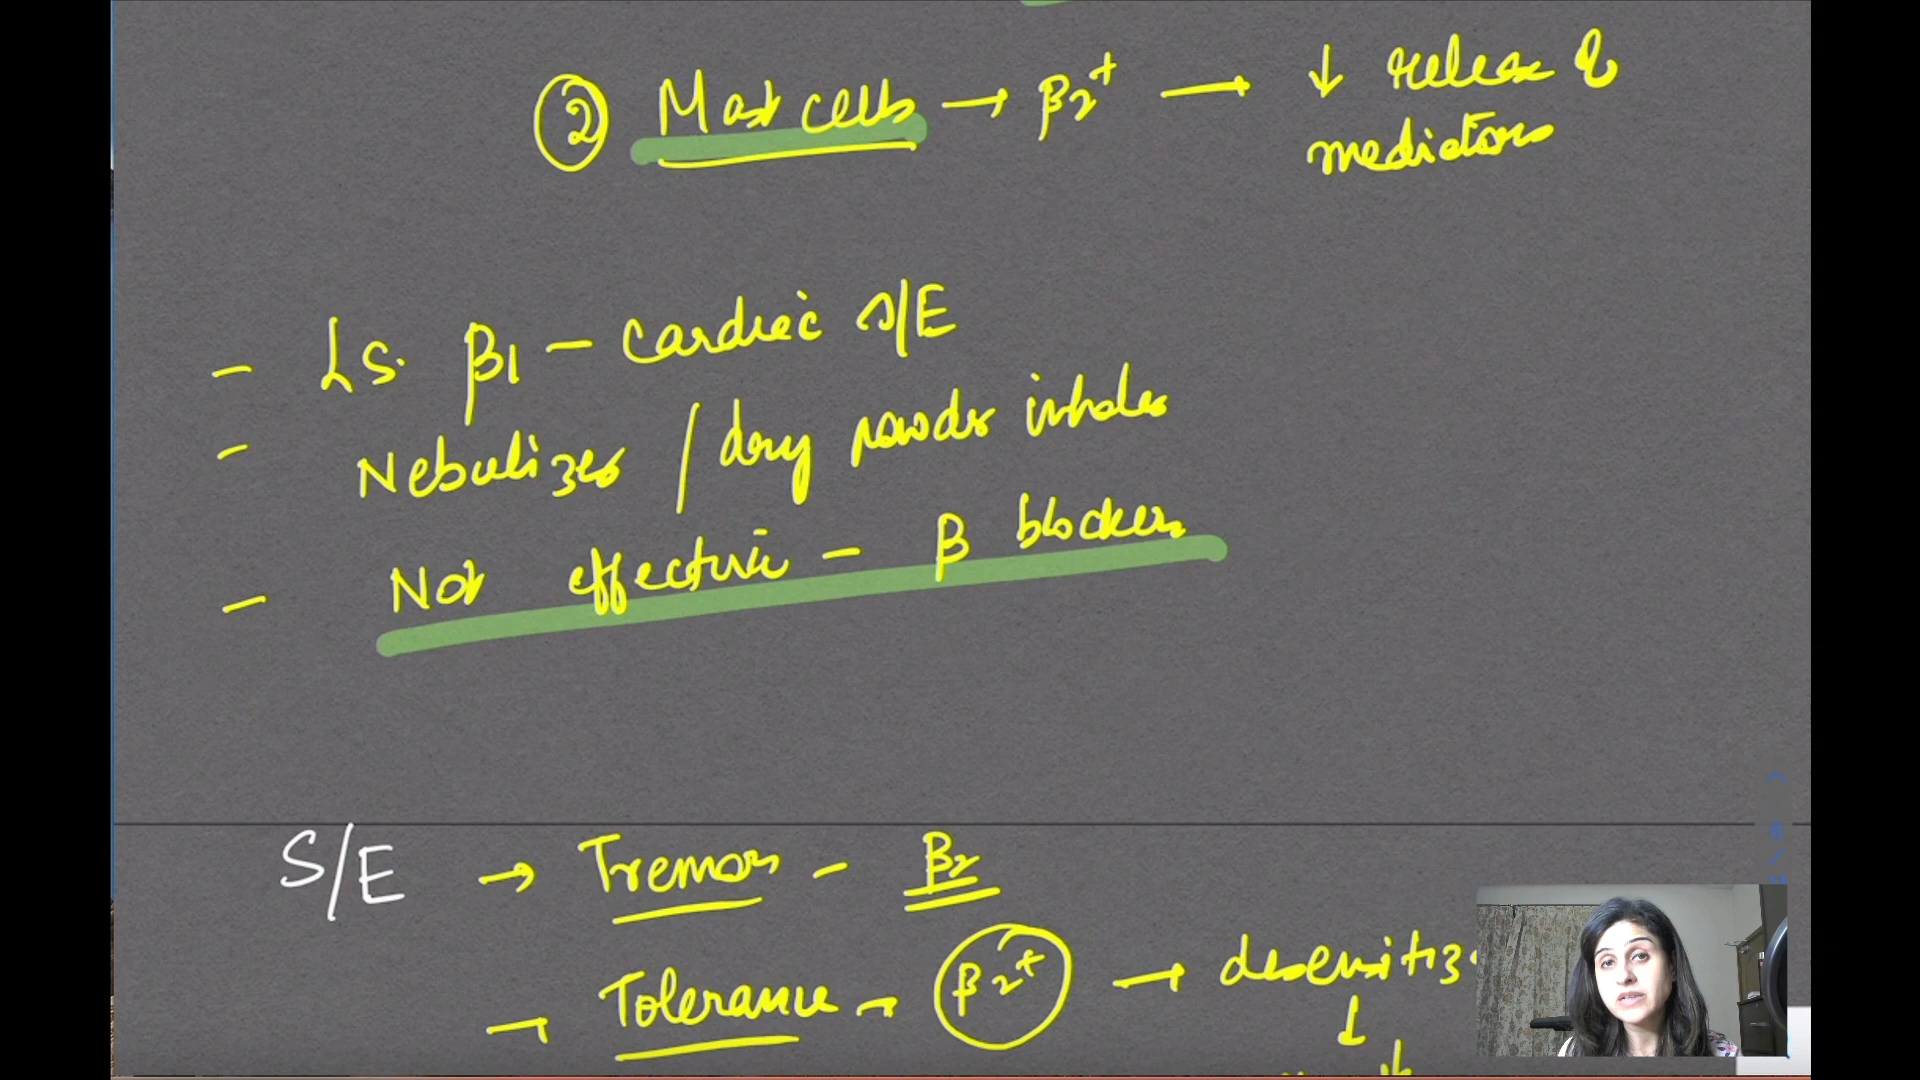 ② Mast cells → β2+ → ↓ release of
mediators
- Ls. β1 - cardiac s/E
- Nebulizer / dry powder inhaler
- Not effective - β blockers
S/E → Tremors - β2
→ Tolerance → β2+ → desensitiz
↓